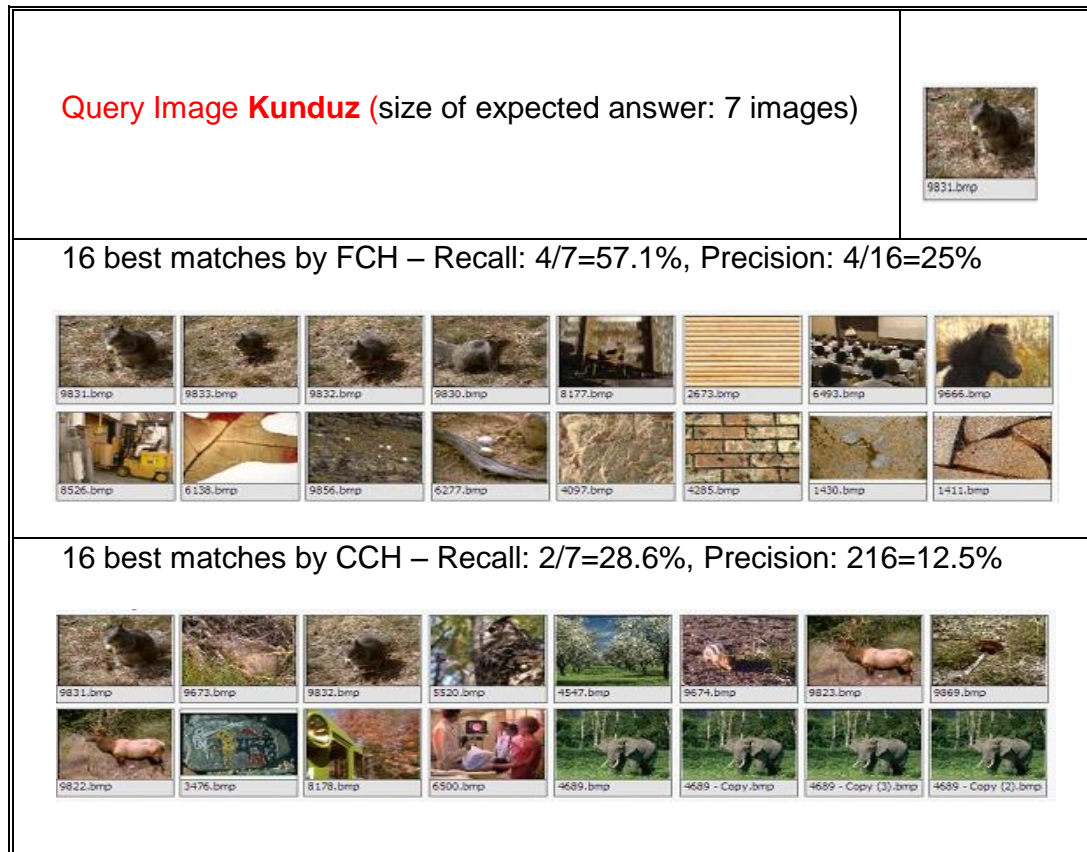 Query Image Kunduz (size of expected answer: 7 images)
9831.bmp
16 best matches by FCH – Recall: 4/7=57.1%, Precision: 4/16=25%
9831.bmp 9833.bmp 9832.bmp 9830.bmp 8177.bmp 2673.bmp 6493.bmp 9666.bmp
8526.bmp 6138.bmp 9856.bmp 6277.bmp 4097.bmp 4285.bmp 1430.bmp 1411.bmp
16 best matches by CCH – Recall: 2/7=28.6%, Precision: 216=12.5%
9831.bmp 9673.bmp 9832.bmp 5520.bmp 4547.bmp 9674.bmp 9823.bmp 9869.bmp
9822.bmp 3476.bmp 8178.bmp 6500.bmp 4689.bmp 4689 - Copy.bmp 4689 - Copy (3).bmp 4689 - Copy (2).bmp